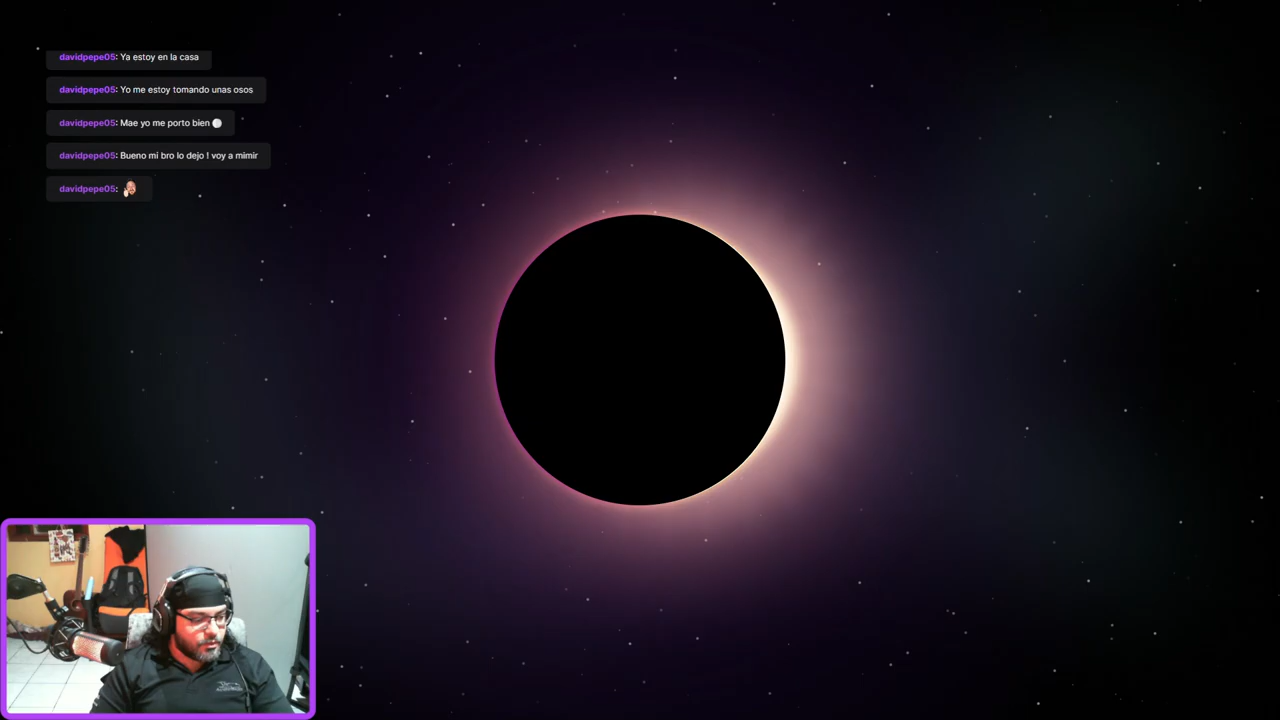 davidpepe05: Ya estoy en la casa
davidpepe05: Yo me estoy tomando unas osos
davidpepe05: Mae yo me porto bien
davidpepe05: Bueno mi bro lo dejo ! voy a mimir
davidpepe05: